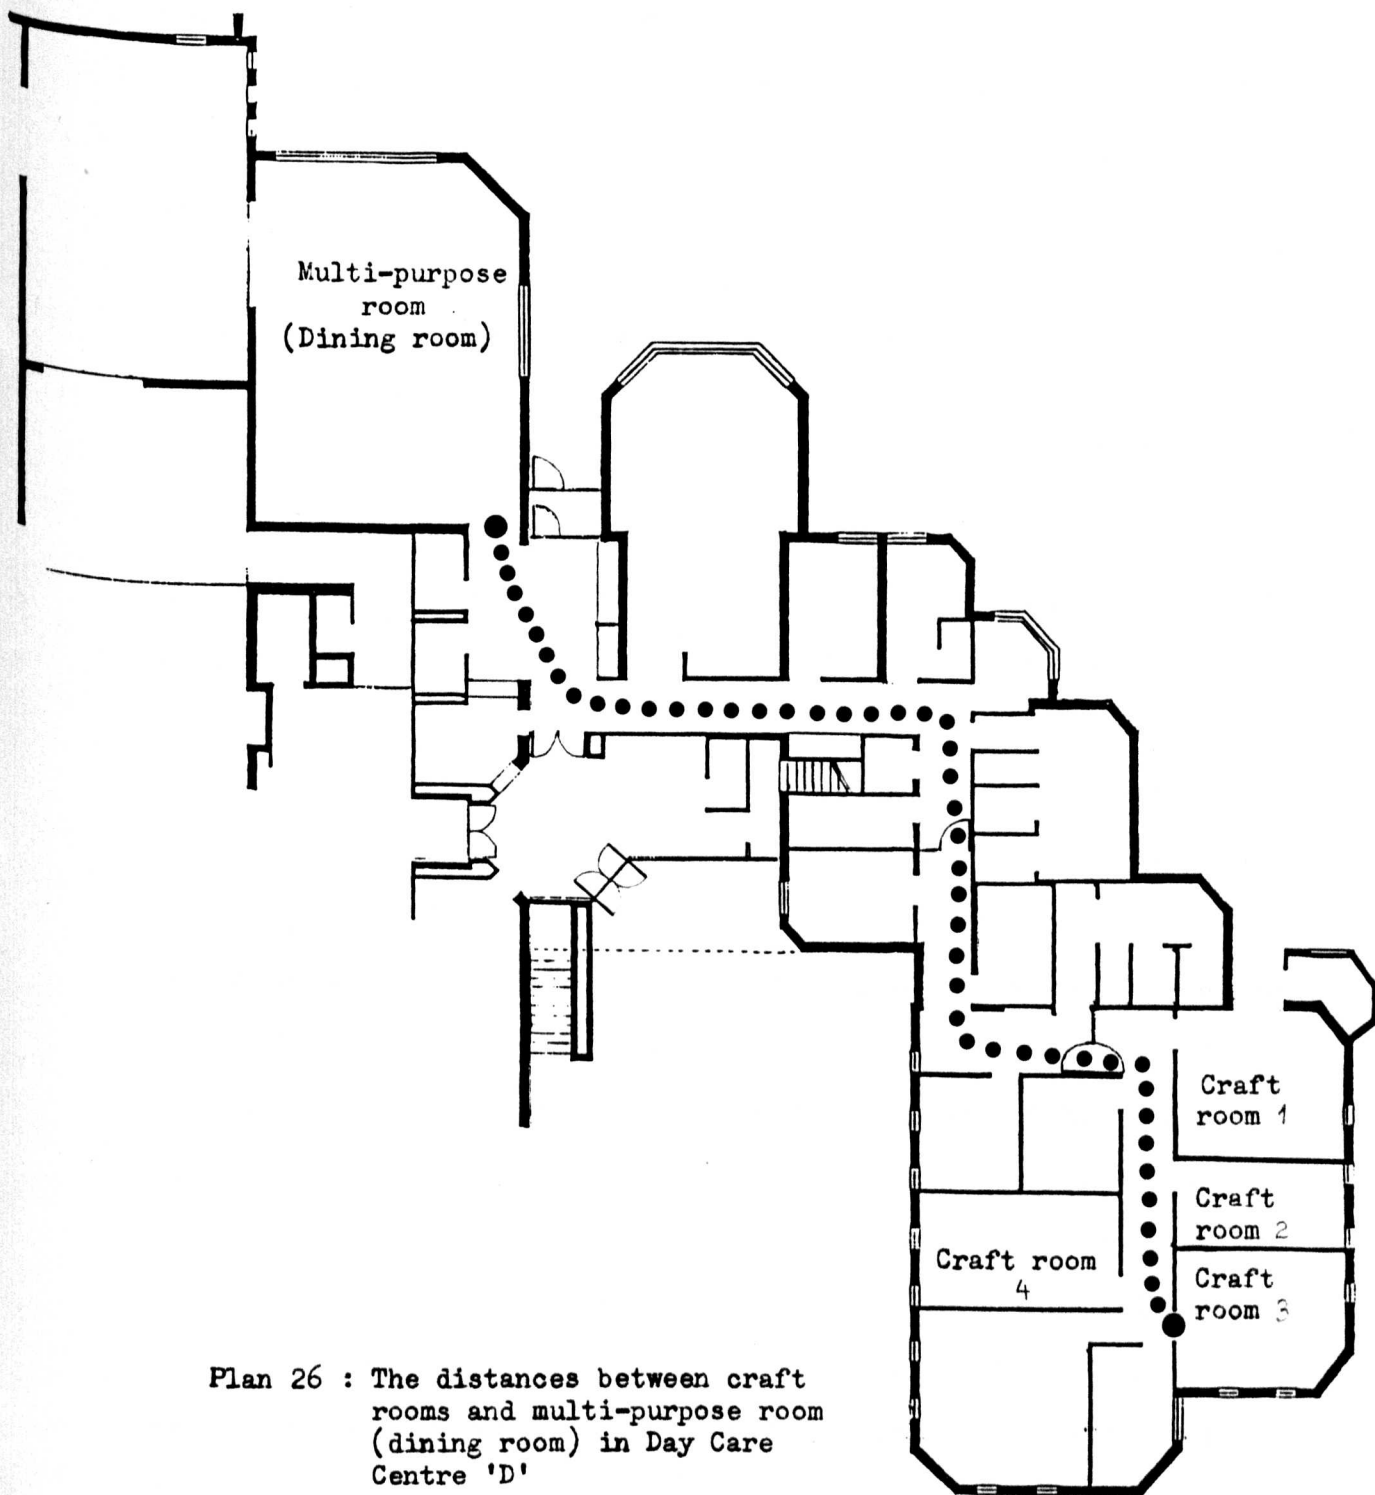 Multi-purpose
room
(Dining room)
Craft
room 1
Craft
room 2
Craft room
4
Craft
room 3
Plan 26 : The distances between craft
rooms and multi-purpose room
(dining room) in Day Care
Centre 'D'